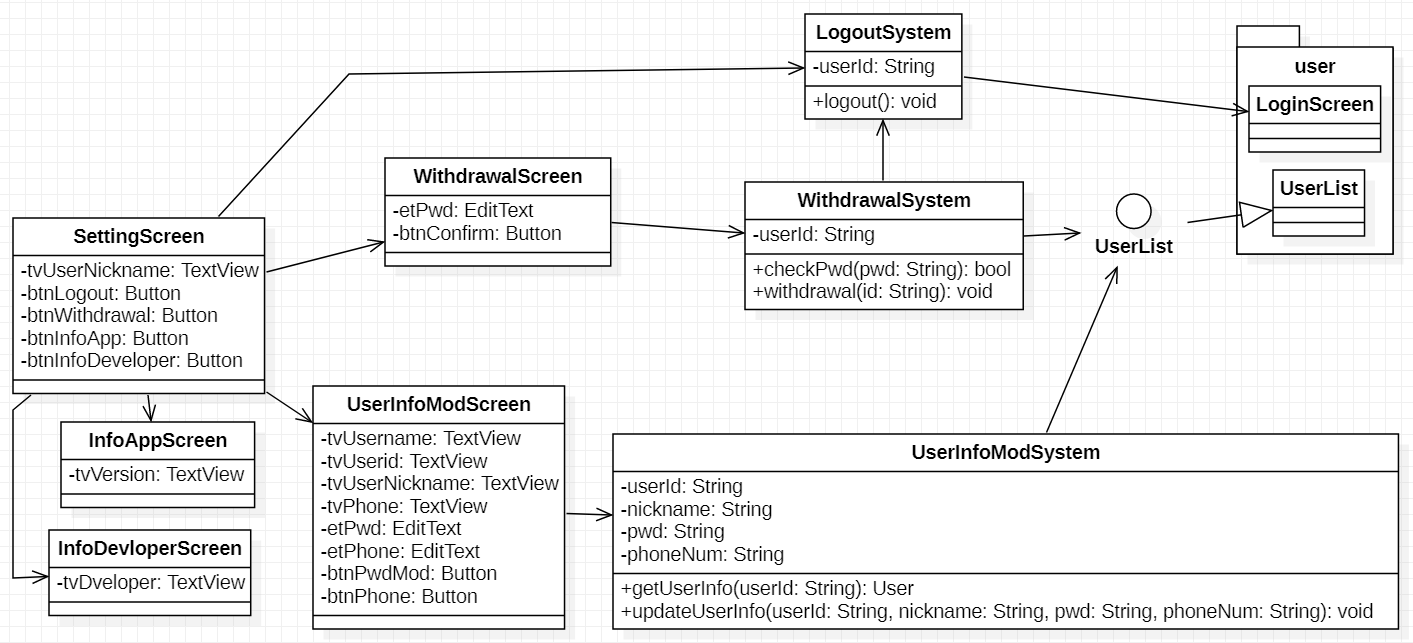 LogoutSystem
-userId: String
+logout(): void
user
LoginScreen
UserList
WithdrawalScreen
-etPwd: EditText
-btnConfirm: Button
WithdrawalSystem
-userId: String
+checkPwd(pwd: String): bool
+withdrawal(id: String): void
UserList
SettingScreen
-tvUserNickname: TextView
-btnLogout: Button
-btnWithdrawal: Button
-btnInfoApp: Button
-btnInfoDeveloper: Button
InfoAppScreen
-tvVersion: TextView
InfoDevloperScreen
-tvDveloper: TextView
UserInfoModScreen
-tvUsername: TextView
-tvUserid: TextView
-tvUserNickname: TextView
-tvPhone: TextView
-etPwd: EditText
-etPhone: EditText
-btnPwdMod: Button
-btnPhone: Button
UserInfoModSystem
-userId: String
-nickname: String
-pwd: String
-phoneNum: String
+getUserInfo(userId: String): User
+updateUserInfo(userId: String, nickname: String, pwd: String, phoneNum: String): void